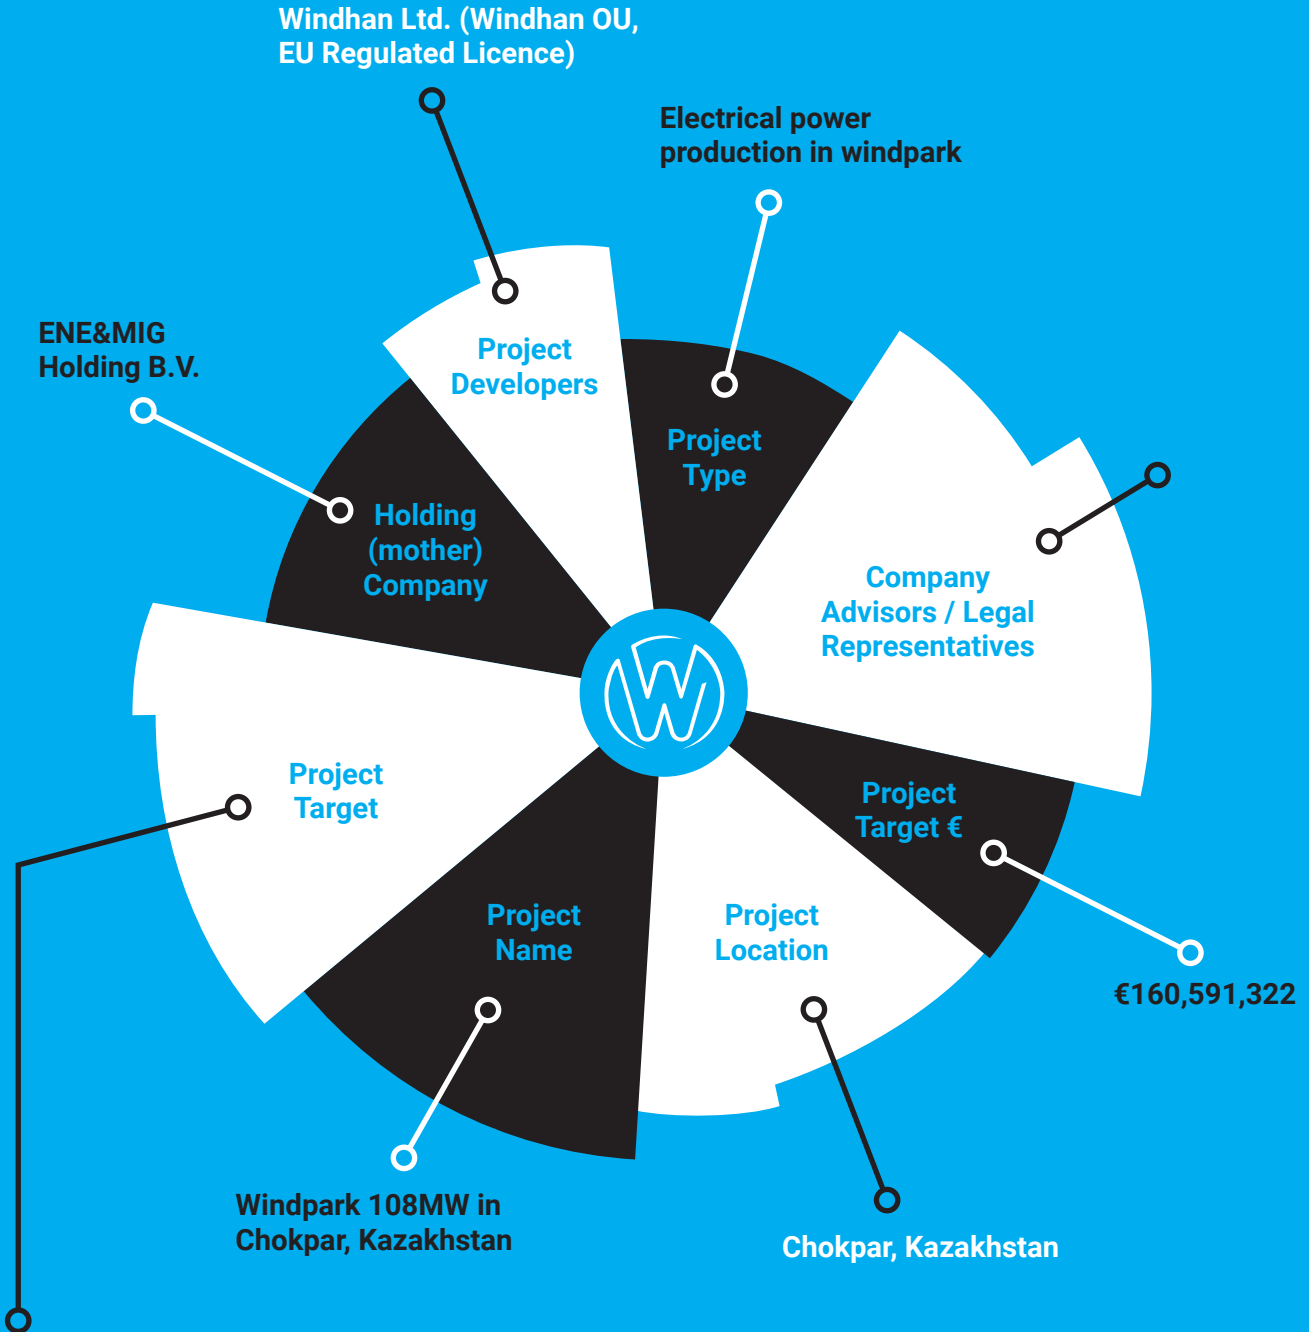 Windhan Ltd. (Windhan OU,
EU Regulated Licence)
Electrical power
production in windpark
ENE&MIG
Holding B.V.
Project
Developers
Project
Type
Holding
(mother)
Company
Company
Advisors / Legal
Representatives
Project
Target
Project
Target €
Project
Name
Project
Location
€160,591,322
Windpark 108MW in
Chokpar, Kazakhstan
Chokpar, Kazakhstan